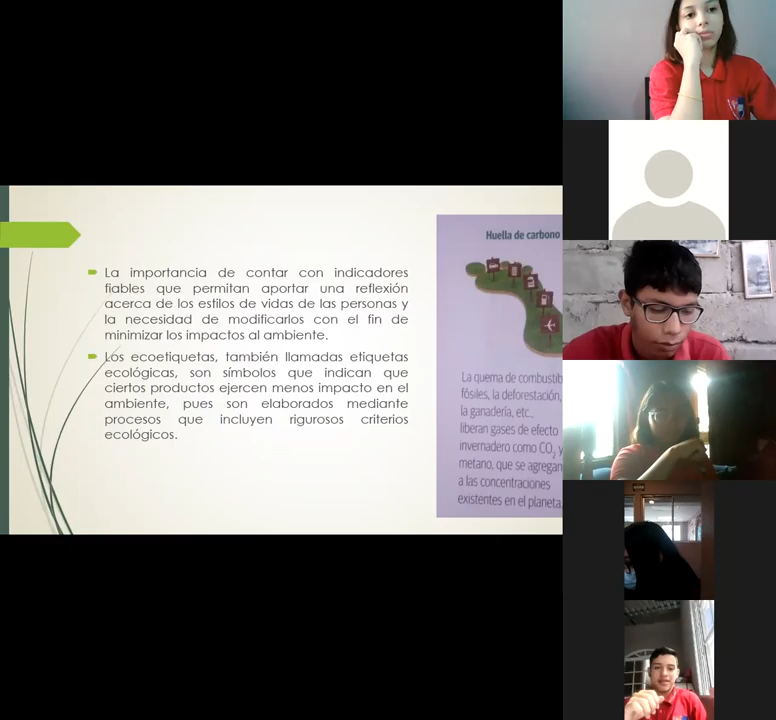 La importancia de contar con indicadores
fiables que permitan aportar una reflexión
acerca de los estilos de vidas de las personas y
la necesidad de modificarlos con el fin de
minimizar los impactos al ambiente.
Los ecoetiquetas, también llamadas etiquetas
ecológicas, son símbolos que indican que
ciertos productos ejercen menos impacto en el
ambiente, pues son elaborados mediante
procesos que incluyen rigurosos criterios
ecológicos.
Huella de carbono
La quema de combustib
fósiles, la deforestación,
la ganadería, etc.,
liberan gases de efecto
invernadero como CO₂ y
metano, que se agregan
a las concentraciones
existentes en el planeta,